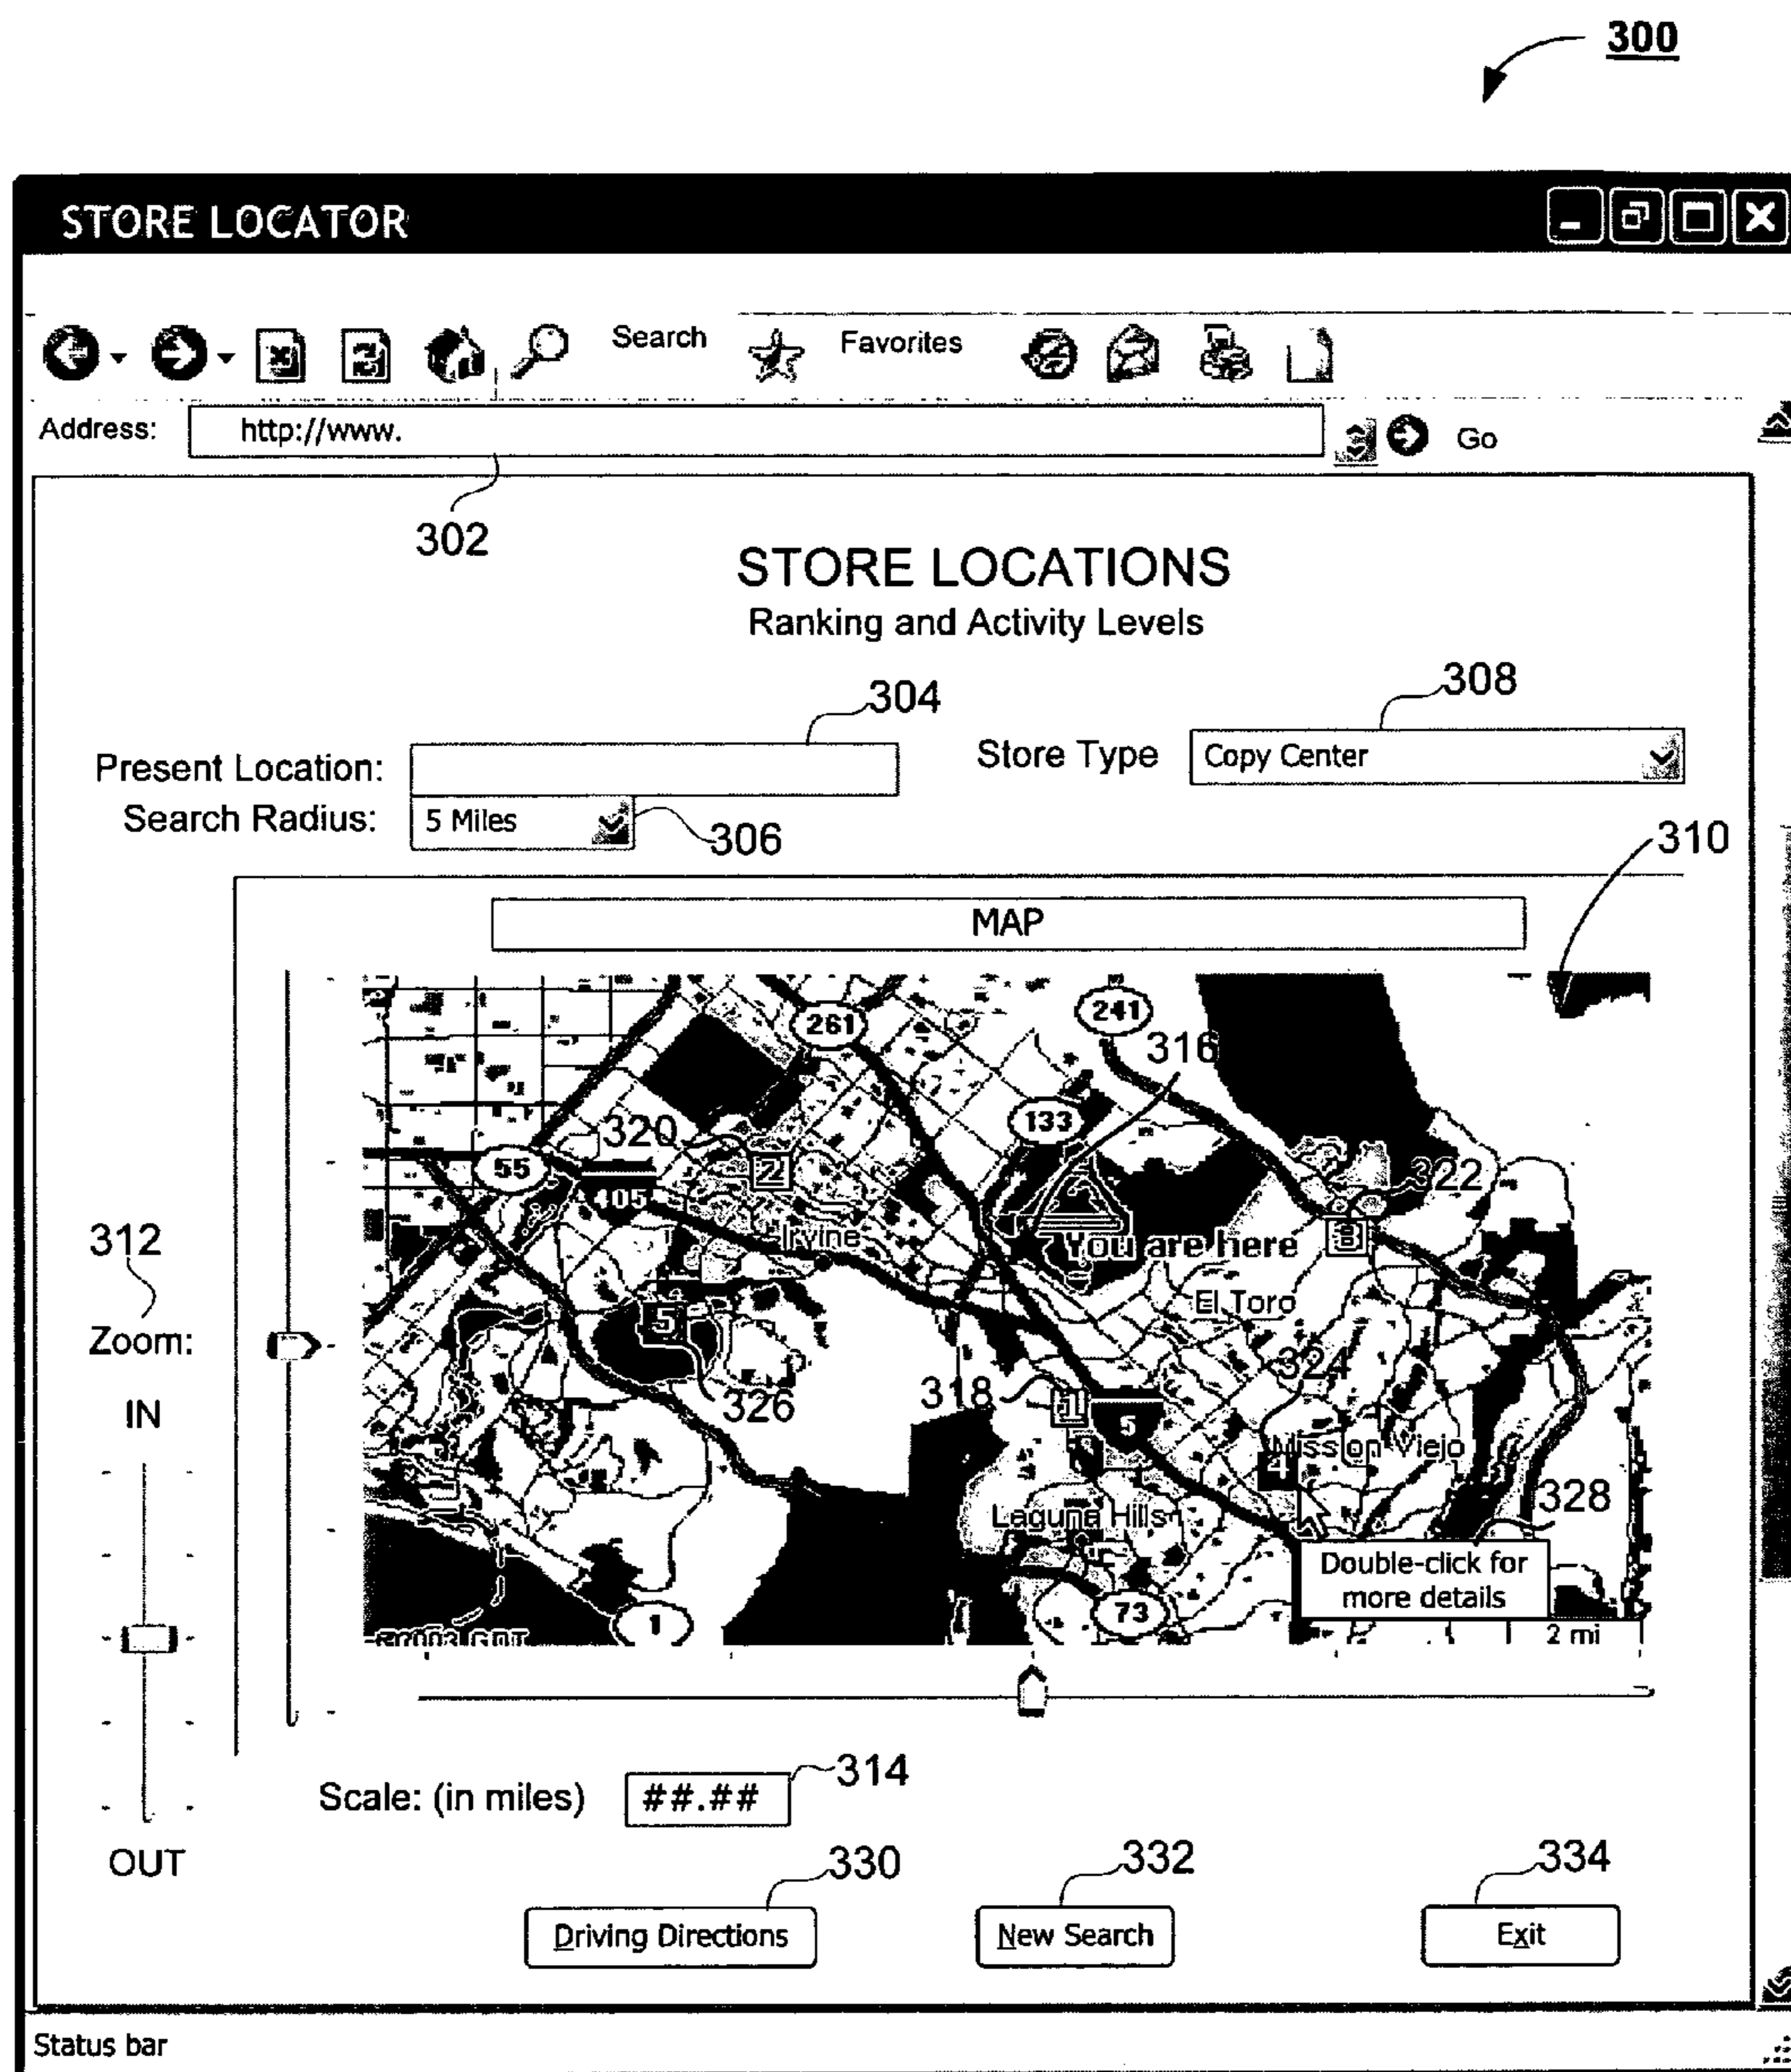 300
STORE LOCATOR
Search Favorites
Address: http://www. Go
302
STORE LOCATIONS
Ranking and Activity Levels
304
308
Present Location:
Store Type Copy Center
Search Radius: 5 Miles
306
310
MAP
261
241
316
133
320
55
2
322
405
312
Irvine
You are here
Zoom:
El Toro
5
324
IN
326
318
1
5
Mission Viejo
4
328
Laguna Hills
Double-click for
more details
1
73
2 mi
Scale: (in miles) ##.## 314
OUT
330
332
334
Driving Directions New Search Exit
Status bar